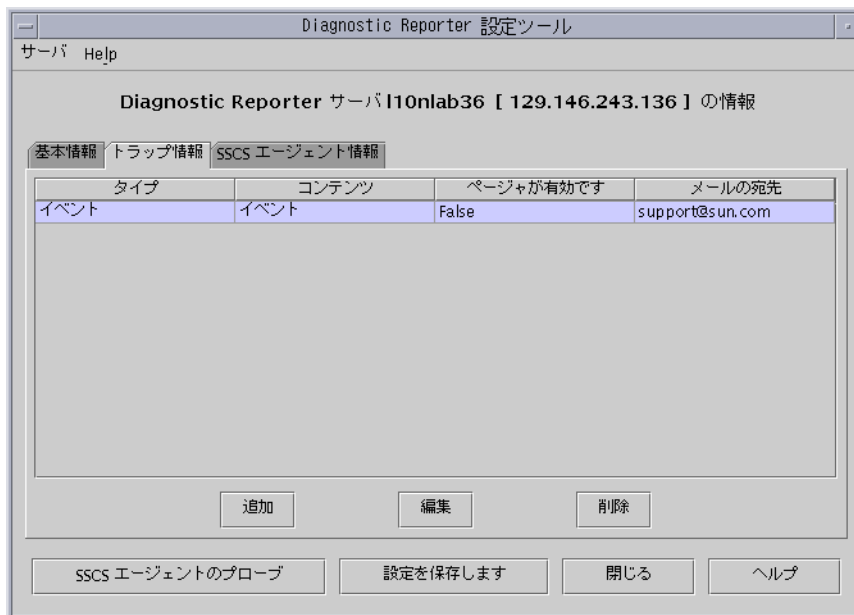 Diagnostic Reporter 設定ツール
サーバ Help
Diagnostic Reporter サーバ l10nlab36 [ 129.146.243.136 ] の情報
基本情報 トラップ情報 SSCS エージェント情報
タイプ コンテンツ ページャが有効です メールの宛先
イベント イベント False support@sun.com
追加 編集 削除
SSCS エージェントのプローブ 設定を保存します 閉じる ヘルプ